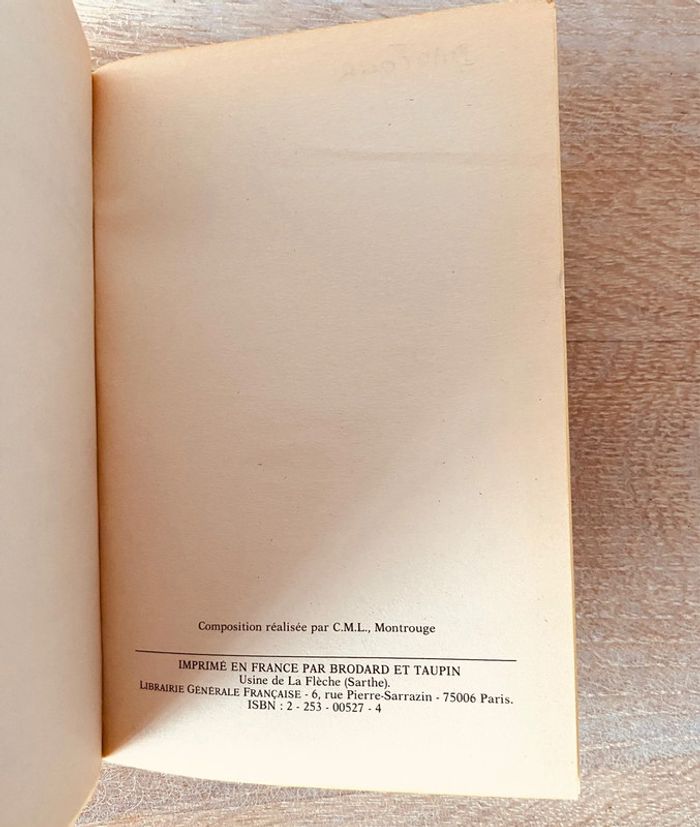 Composition réalisée par C.M.L., Montrouge
IMPRIMÉ EN FRANCE PAR BRODARD ET TAUPIN
Usine de La Flèche (Sarthe).
LIBRAIRIE GÉNÉRALE FRANÇAISE - 6, rue Pierre-Sarrazin - 75006 Paris.
ISBN : 2 - 253 - 00527 - 4